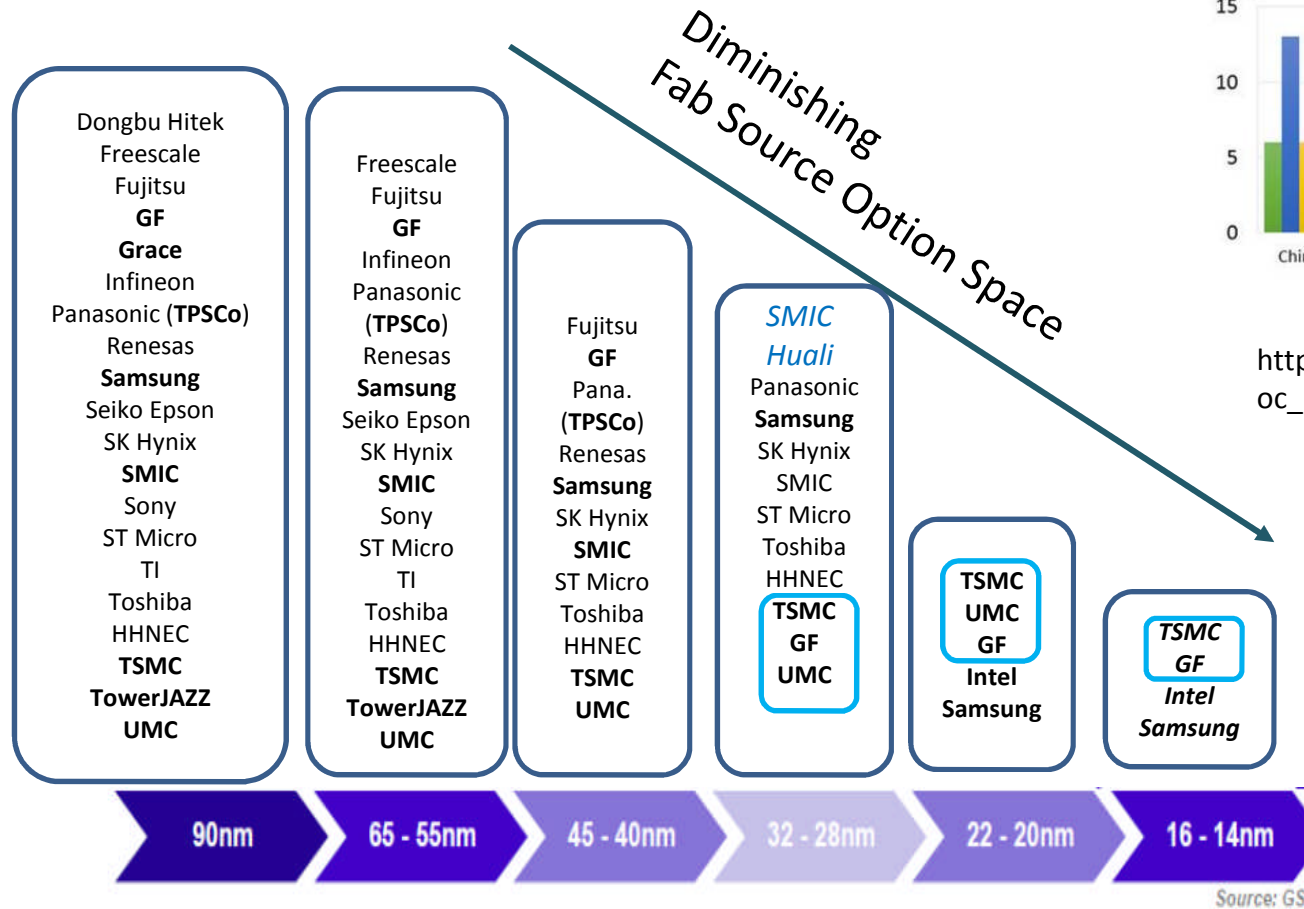 Diminishing
Fab Source Option Space
15
10
5
0
Chi
http
oc_
Dongbu Hitek
Freescale
Fujitsu
GF
Grace
Infineon
Panasonic (TPSCo)
Renesas
Samsung
Seiko Epson
SK Hynix
SMIC
Sony
ST Micro
TI
Toshiba
HHNEC
TSMC
TowerJAZZ
UMC
Freescale
Fujitsu
GF
Infineon
Panasonic
(TPSCo)
Renesas
Samsung
Seiko Epson
SK Hynix
SMIC
Sony
ST Micro
TI
Toshiba
HHNEC
TSMC
TowerJAZZ
UMC
Fujitsu
GF
Pana.
(TPSCo)
Renesas
Samsung
SK Hynix
SMIC
ST Micro
Toshiba
HHNEC
TSMC
UMC
SMIC
Huali
Panasonic
Samsung
SK Hynix
SMIC
ST Micro
Toshiba
HHNEC
TSMC
GF
UMC
TSMC
UMC
GF
Intel
Samsung
TSMC
GF
Intel
Samsung
90nm
65 - 55nm
45 - 40nm
32 - 28nm
22 - 20nm
16 - 14nm
Source: GS